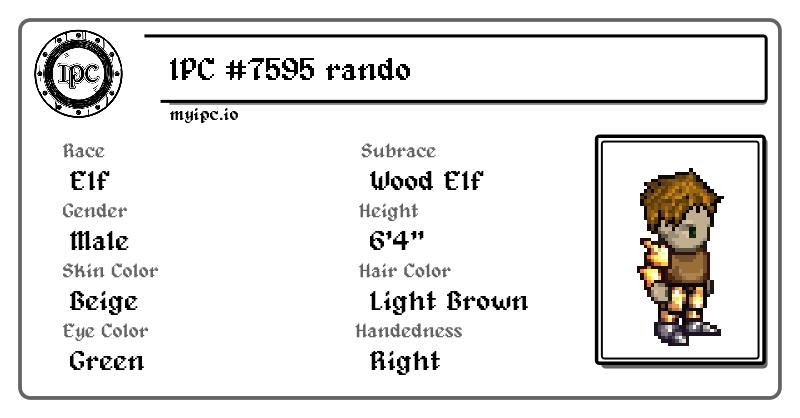 IPC
IPC #7595 rando
myipc.io
Race
Elf
Subrace
Wood Elf
Gender
Male
Height
6'4"
Skin Color
Beige
Hair Color
Light Brown
Eye Color
Green
Handedness
Right